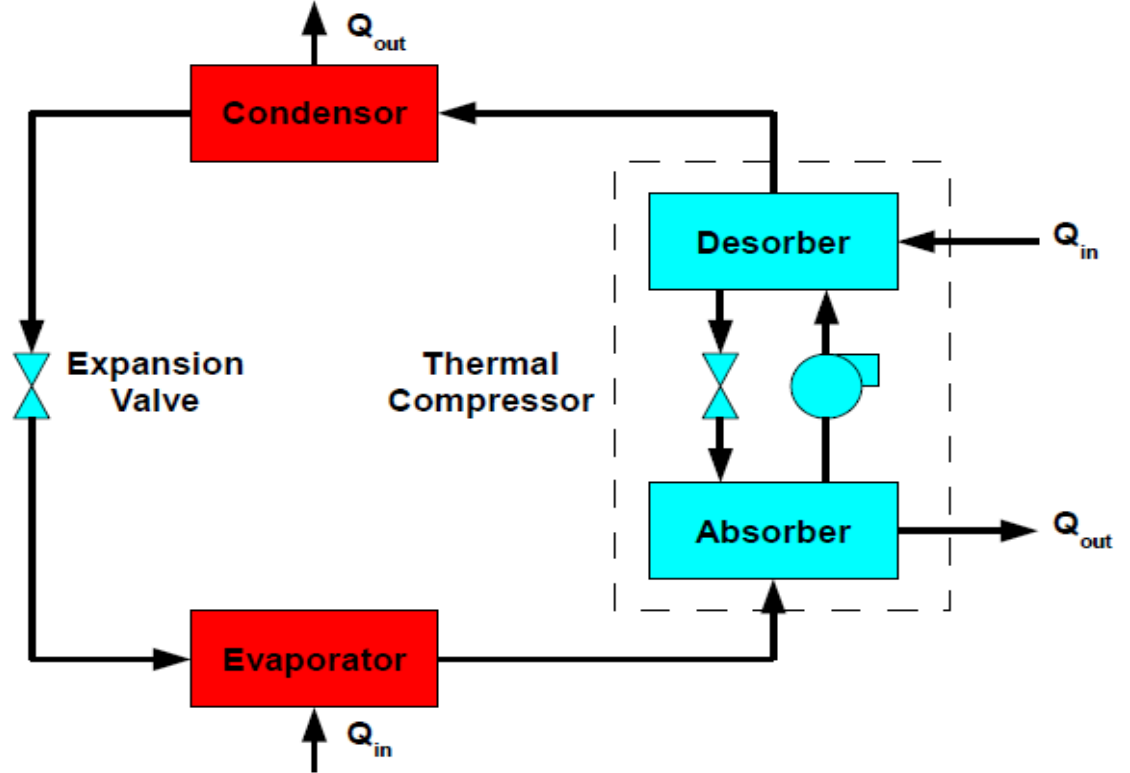 Qout
Condensor
Desorber
Qin
Expansion
Valve
Thermal
Compressor
Absorber
Qout
Evaporator
Qin